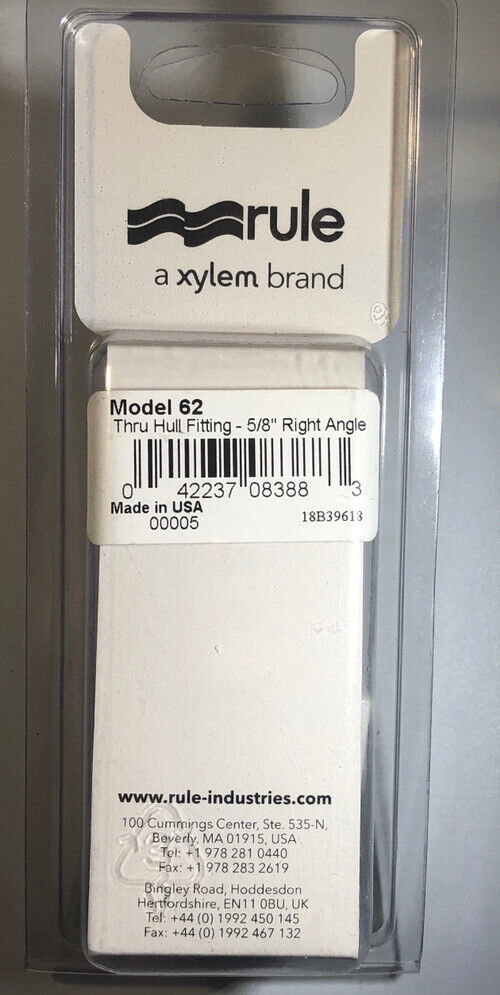 rule
a xylem brand
Model 62
Thru Hull Fitting - 5/8" Right Angle
0 42237 08388 3
Made in USA
00005 18B39613
www.rule-industries.com
100 Cummings Center, Ste. 535-N,
Beverly, MA 01915, USA
Tel: +1 978 281 0440
Fax: +1 978 283 2619
Bingley Road, Hoddesdon
Hertfordshire, EN11 0BU, UK
Tel: +44 (0) 1992 450 145
Fax: +44 (0) 1992 467 132